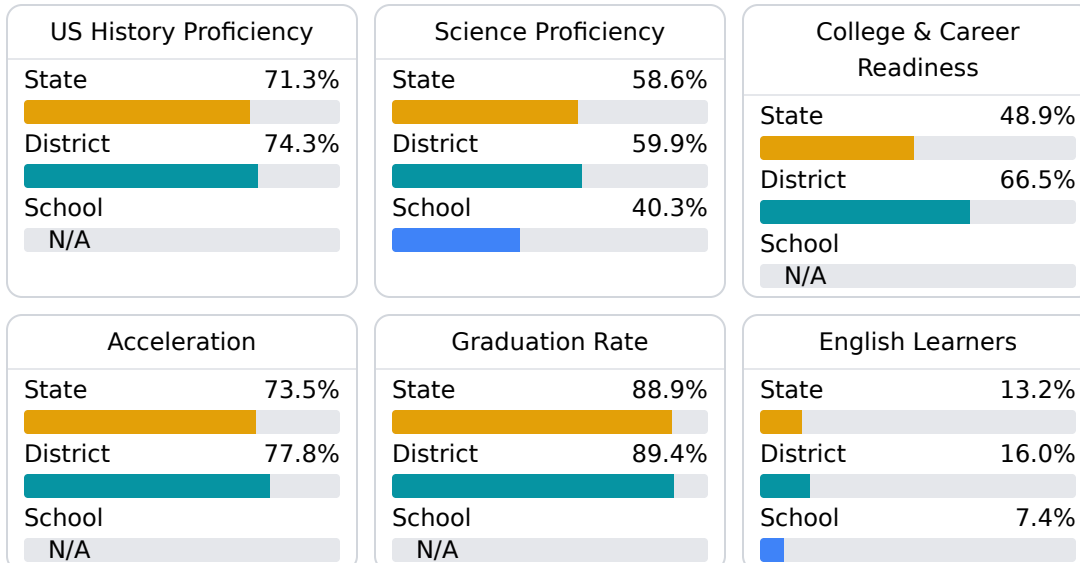 US History Proficiency
State 71.3%
District 74.3%
School
N/A
Science Proficiency
State 58.6%
District 59.9%
School 40.3%
College & Career
Readiness
State 48.9%
District 66.5%
School
N/A
Acceleration
State 73.5%
District 77.8%
School
N/A
Graduation Rate
State 88.9%
District 89.4%
School
N/A
English Learners
State 13.2%
District 16.0%
School 7.4%